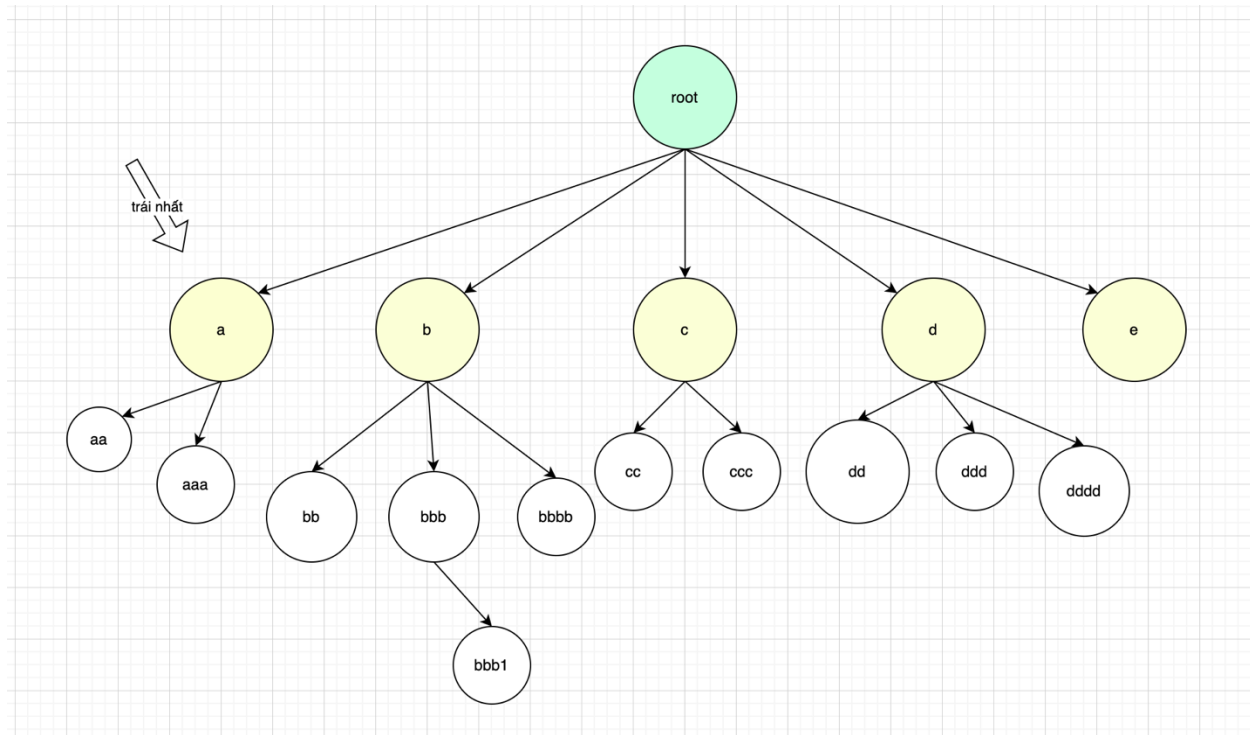 root
trái nhất
a
b
c
d
e
aa
aaa
bb
bbb
bbbb
cc
ccc
dd
ddd
dddd
bbb1